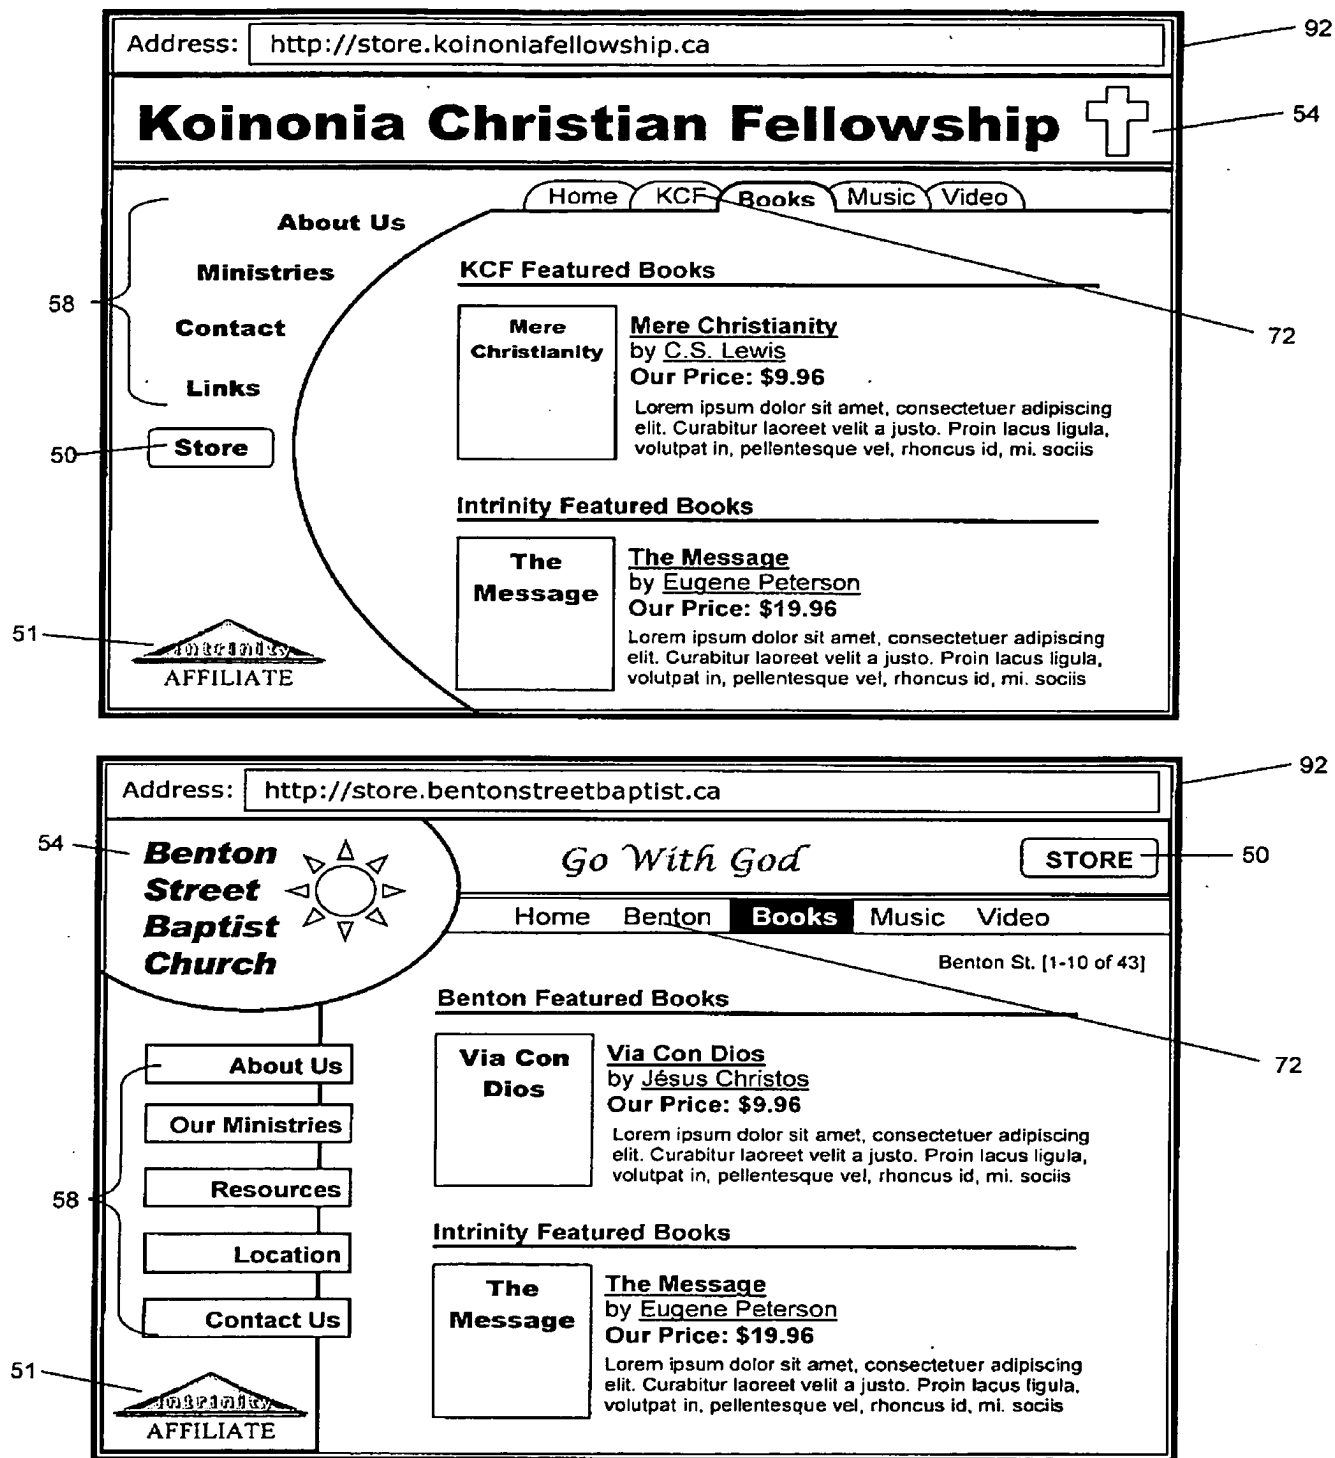 Address: http://store.koinoniafellowship.ca
92
Koinonia Christian Fellowship
54
Home KCF Books Music Video
About Us
Ministries
Contact
Links
58
Store
50
KCF Featured Books
72
Mere
Christianity
Mere Christianity
by C.S. Lewis
Our Price: $9.96
Lorem ipsum dolor sit amet, consectetuer adipiscing
elit. Curabitur laoreet velit a justo. Proin lacus ligula,
volutpat in, pellentesque vel, rhoncus id, mi. sociis
Intrinity Featured Books
The
Message
The Message
by Eugene Peterson
Our Price: $19.96
Lorem ipsum dolor sit amet, consectetuer adipiscing
elit. Curabitur laoreet velit a justo. Proin lacus ligula,
volutpat in, pellentesque vel, rhoncus id, mi. sociis
51
Intrinity
AFFILIATE
Address: http://store.bentonstreetbaptist.ca
92
54
Benton
Street
Baptist
Church
Go With God
STORE
50
Home Benton Books Music Video
Benton St. [1-10 of 43]
72
Benton Featured Books
Via Con
Dios
Via Con Dios
by Jésus Christos
Our Price: $9.96
Lorem ipsum dolor sit amet, consectetuer adipiscing
elit. Curabitur laoreet velit a justo. Proin lacus ligula,
volutpat in, pellentesque vel, rhoncus id, mi. sociis
About Us
Our Ministries
Resources
Location
Contact Us
58
Intrinity Featured Books
The
Message
The Message
by Eugene Peterson
Our Price: $19.96
Lorem ipsum dolor sit amet, consectetuer adipiscing
elit. Curabitur laoreet velit a justo. Proin lacus ligula,
volutpat in, pellentesque vel, rhoncus id, mi. sociis
51
Intrinity
AFFILIATE